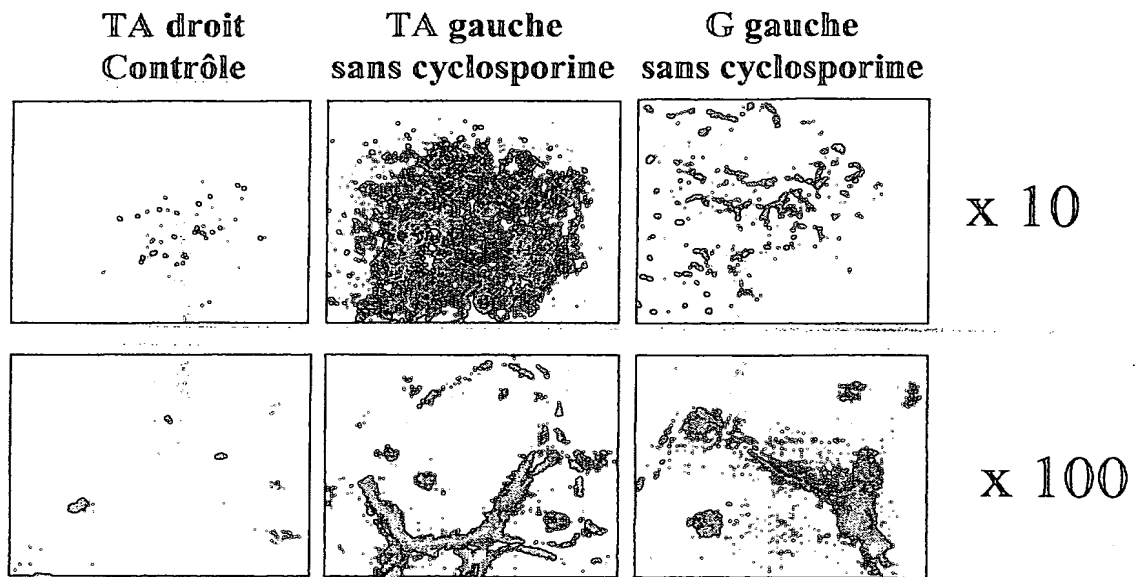 TA droit
Contrôle
TA gauche
sans cyclosporine
G gauche
sans cyclosporine
x 10
x 100